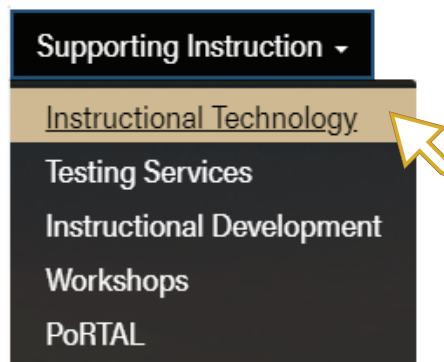 Supporting Instruction
Instructional Technology
Testing Services
Instructional Development
Workshops
PoRTAL